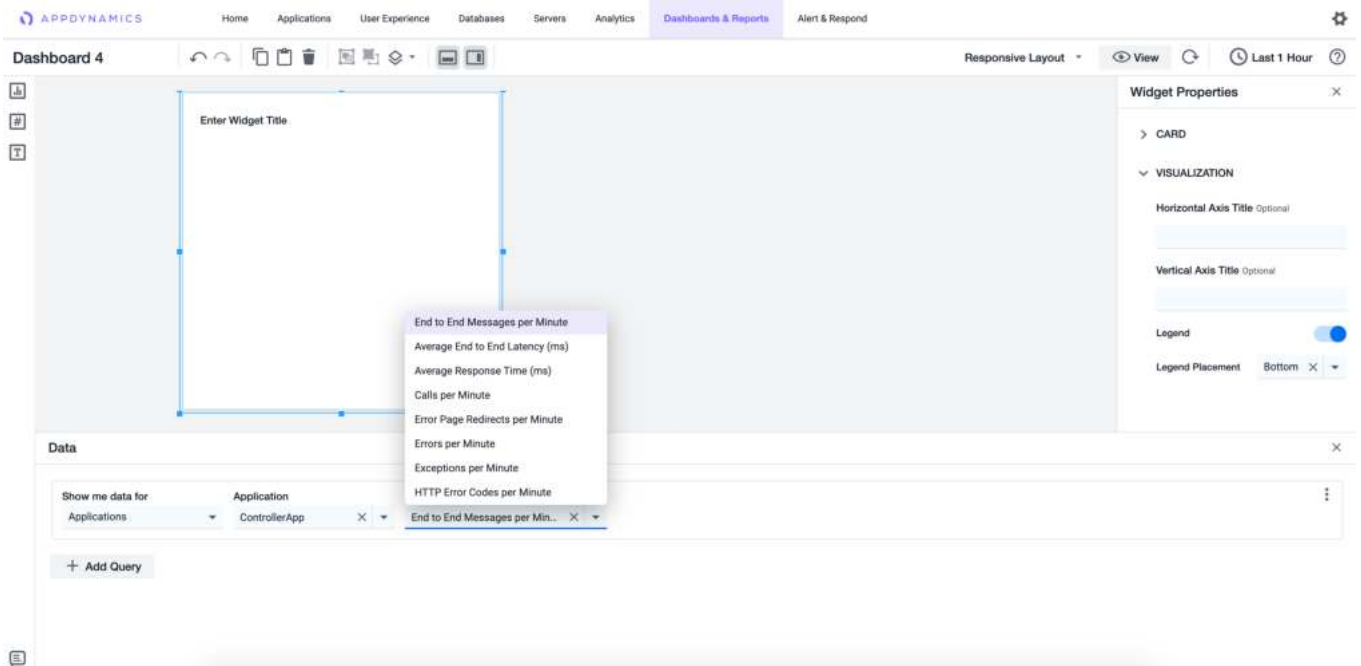 APPDYNAMICS
Home Applications User Experience Databases Servers Analytics Dashboards & Reports Alert & Respond
Dashboard 4
Responsive Layout View Last 1 Hour
Enter Widget Title
Widget Properties
CARD
VISUALIZATION
Horizontal Axis Title Optional
Vertical Axis Title Optional
Legend
Legend Placement Bottom
End to End Messages per Minute
Average End to End Latency (ms)
Average Response Time (ms)
Calls per Minute
Error Page Redirects per Minute
Errors per Minute
Exceptions per Minute
HTTP Error Codes per Minute
Data
Show me data for Application
Applications ControllerApp End to End Messages per Min..
+ Add Query